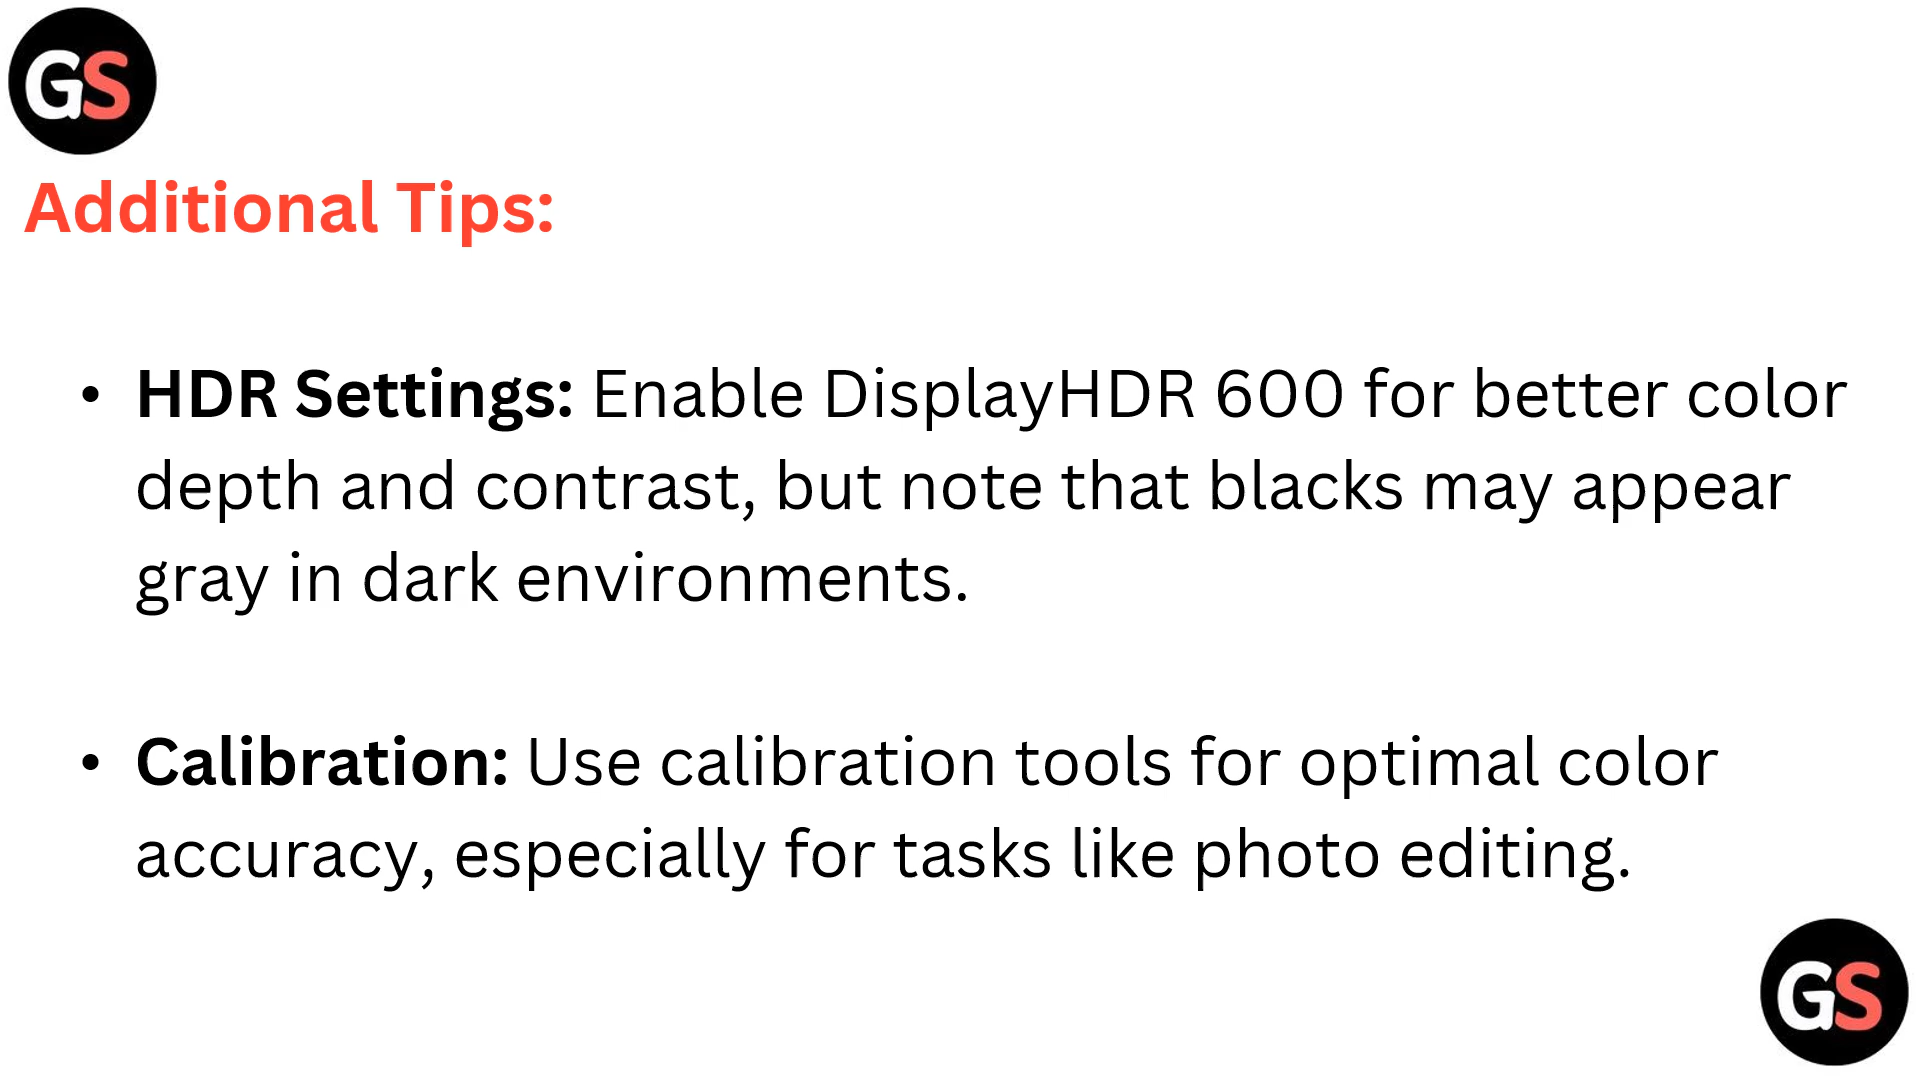 GS
Additional Tips:
• HDR Settings: Enable DisplayHDR 600 for better color
depth and contrast, but note that blacks may appear
gray in dark environments.
• Calibration: Use calibration tools for optimal color
accuracy, especially for tasks like photo editing.
GS